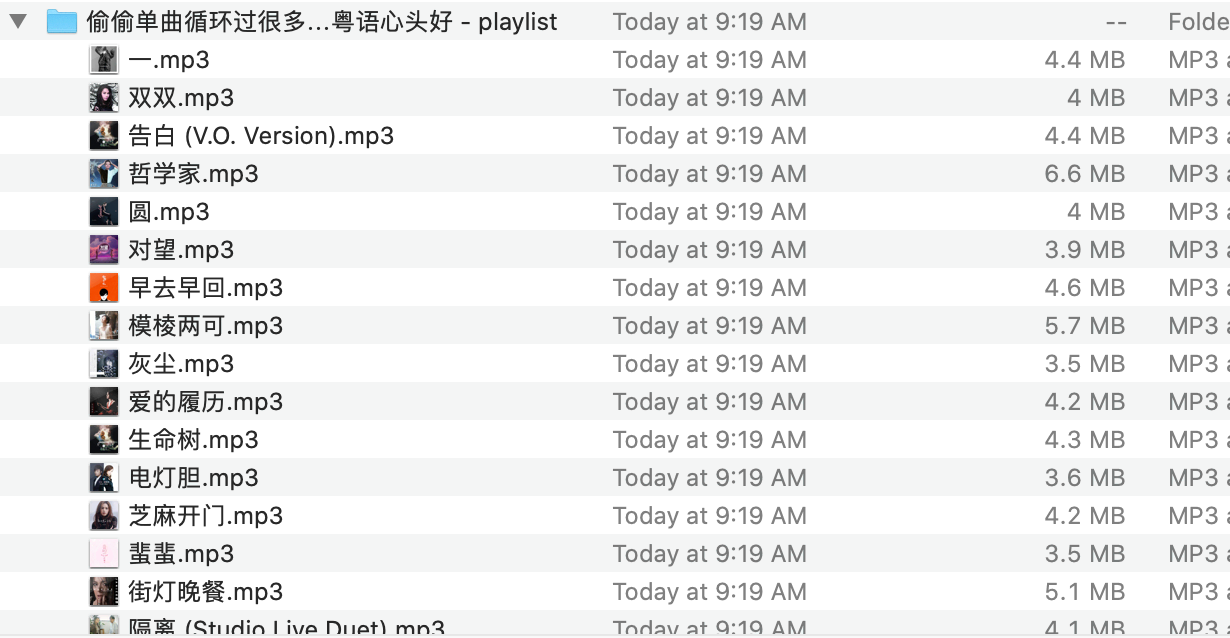 偷偷单曲循环过很多…粤语心头好 - playlist Today at 9:19 AM -- Folde
一.mp3 Today at 9:19 AM 4.4 MB MP3 a
双双.mp3 Today at 9:19 AM 4 MB MP3 a
告白 (V.O. Version).mp3 Today at 9:19 AM 4.4 MB MP3 a
哲学家.mp3 Today at 9:19 AM 6.6 MB MP3 a
圆.mp3 Today at 9:19 AM 4 MB MP3 a
对望.mp3 Today at 9:19 AM 3.9 MB MP3 a
早去早回.mp3 Today at 9:19 AM 4.6 MB MP3 a
模棱两可.mp3 Today at 9:19 AM 5.7 MB MP3 a
灰尘.mp3 Today at 9:19 AM 3.5 MB MP3 a
爱的履历.mp3 Today at 9:19 AM 4.2 MB MP3 a
生命树.mp3 Today at 9:19 AM 4.3 MB MP3 a
电灯胆.mp3 Today at 9:19 AM 3.6 MB MP3 a
芝麻开门.mp3 Today at 9:19 AM 4.2 MB MP3 a
蜚蜚.mp3 Today at 9:19 AM 3.5 MB MP3 a
街灯晚餐.mp3 Today at 9:19 AM 5.1 MB MP3 a
隔离 (Studio Live Duet).mp3 Today at 9:19 AM 4.1 MB MP3 a